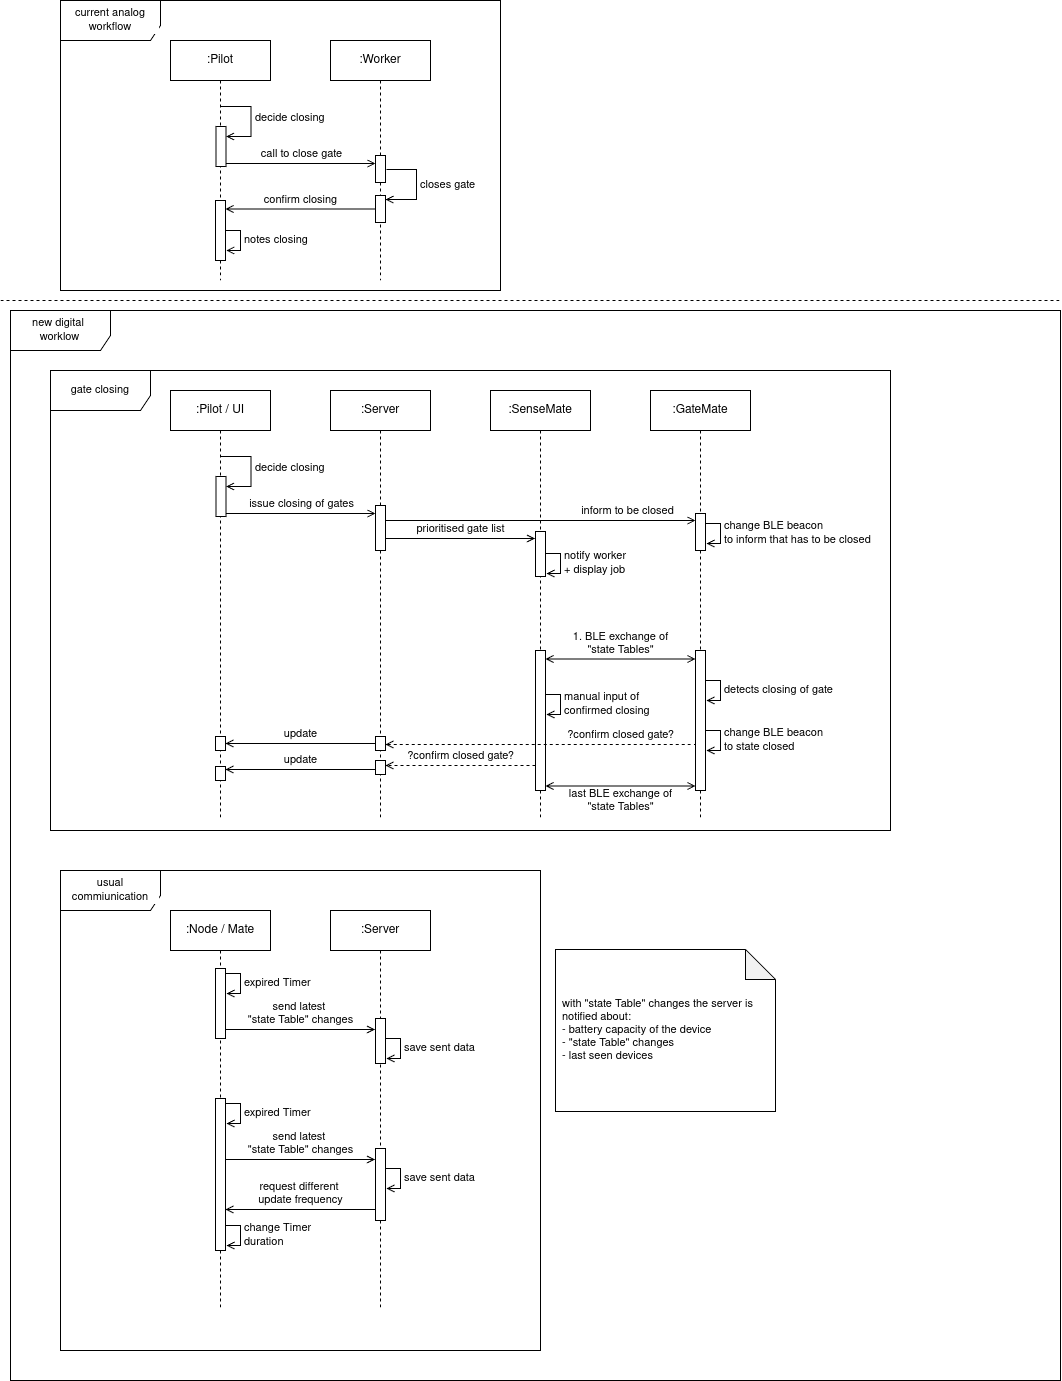 current analog
workflow
:Pilot
:Worker
decide closing
call to close gate
closes gate
confirm closing
notes closing
new digital
worklow
gate closing
:Pilot / UI
:Server
:SenseMate
:GateMate
decide closing
issue closing of gates
inform to be closed
prioritised gate list
change BLE beacon
to inform that has to be closed
notify worker
+ display job
1. BLE exchange of
"state Tables"
detects closing of gate
manual input of
confirmed closing
change BLE beacon
to state closed
update
?confirm closed gate?
update
?confirm closed gate?
last BLE exchange of
"state Tables"
usual
commiunication
:Node / Mate
:Server
expired Timer
send latest
"state Table" changes
save sent data
expired Timer
send latest
"state Table" changes
save sent data
request different
update frequency
change Timer
duration
with "state Table" changes the server is
notified about:
- battery capacity of the device
- "state Table" changes
- last seen devices